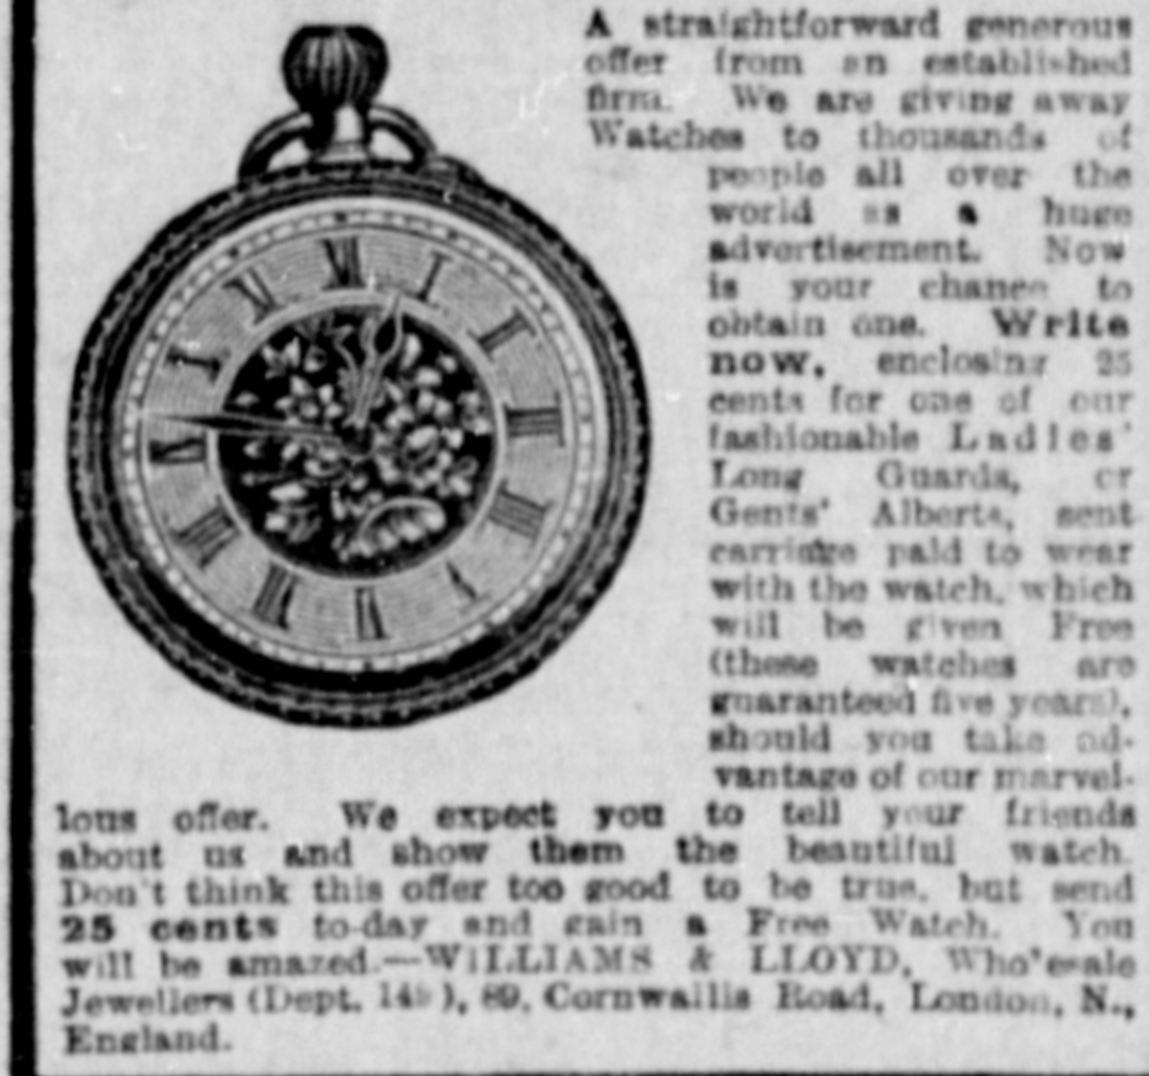 A straightforward generous
offer from an established
firm. We are giving away
Watches to thousands of
people all over the
world as a huge
advertisement. Now
is your chance to
obtain one. Write
now, enclosing 25
cents for one of our
fashionable Ladies'
Long Guards, or
Gents' Alberts, sent
carriage paid to wear
with the watch, which
will be given Free
(these watches are
guaranteed five years),
should you take ad-
vantage of our marvel-
lous offer. We expect you to tell your friends
about us and show them the beautiful watch.
Don't think this offer too good to be true, but send
25 cents to-day and gain a Free Watch. You
will be amazed.—WILLIAMS & LLOYD, Who'esale
Jewellers (Dept. ), 89, Cornwallis Road, London, N.,
England.